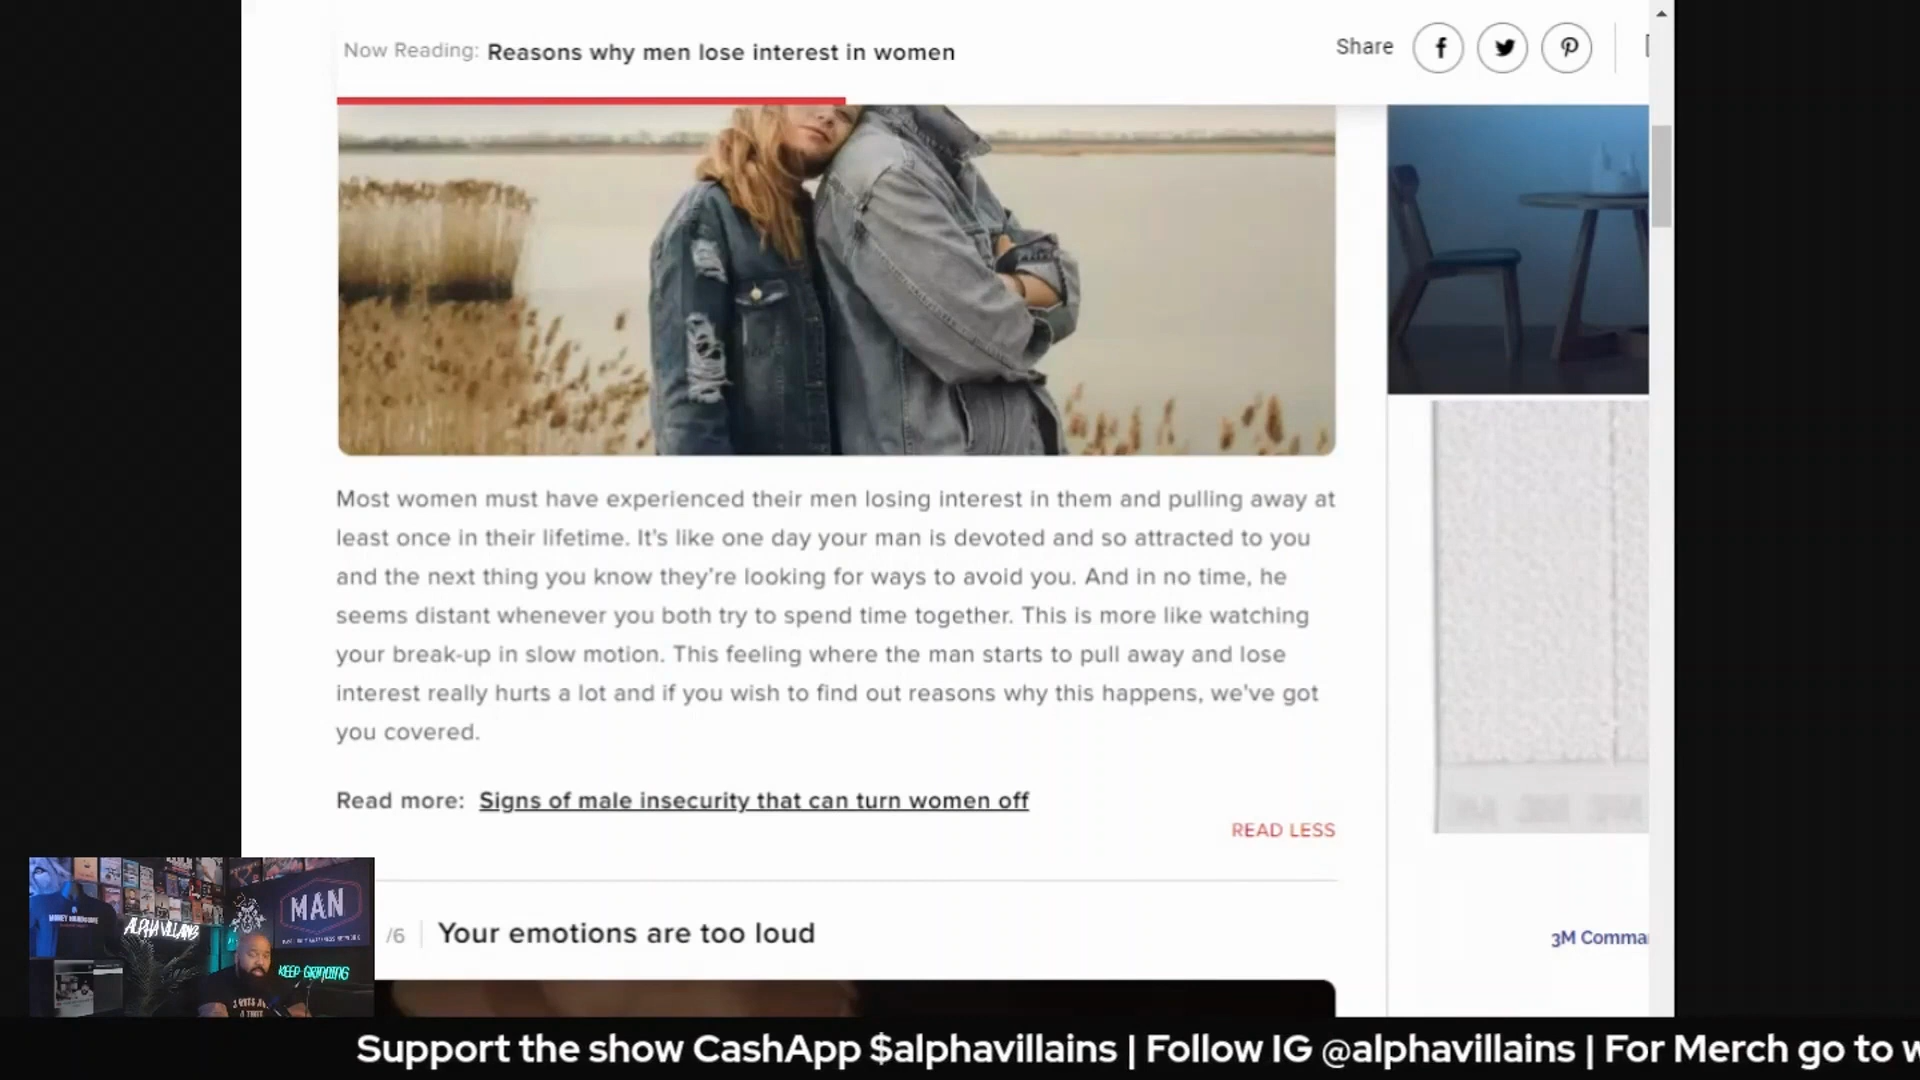 Now Reading: Reasons why men lose interest in women
Share
Most women must have experienced their men losing interest in them and pulling away at
least once in their lifetime. It's like one day your man is devoted and so attracted to you
and the next thing you know they're looking for ways to avoid you. And in no time, he
seems distant whenever you both try to spend time together. This is more like watching
your break-up in slow motion. This feeling where the man starts to pull away and lose
interest really hurts a lot and if you wish to find out reasons why this happens, we've got
you covered.
Read more: Signs of male insecurity that can turn women off
READ LESS
/6 Your emotions are too loud
3M Comma
MAN
ALPHA VILLAINS
KEEP GRINDING
Support the show CashApp $alphavillains | Follow IG @alphavillains | For Merch go to w